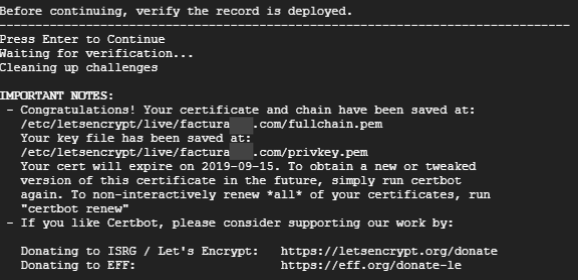 Before continuing, verify the record is deployed.
-------------------------------------------------------------------------------
Press Enter to Continue
Waiting for verification...
Cleaning up challenges
IMPORTANT NOTES:
- Congratulations! Your certificate and chain have been saved at:
/etc/letsencrypt/live/factura .com/fullchain.pem
Your key file has been saved at:
/etc/letsencrypt/live/factura .com/privkey.pem
Your cert will expire on 2019-09-15. To obtain a new or tweaked
version of this certificate in the future, simply run certbot
again. To non-interactively renew *all* of your certificates, run
"certbot renew"
- If you like Certbot, please consider supporting our work by:
Donating to ISRG / Let's Encrypt: https://letsencrypt.org/donate
Donating to EFF: https://eff.org/donate-le